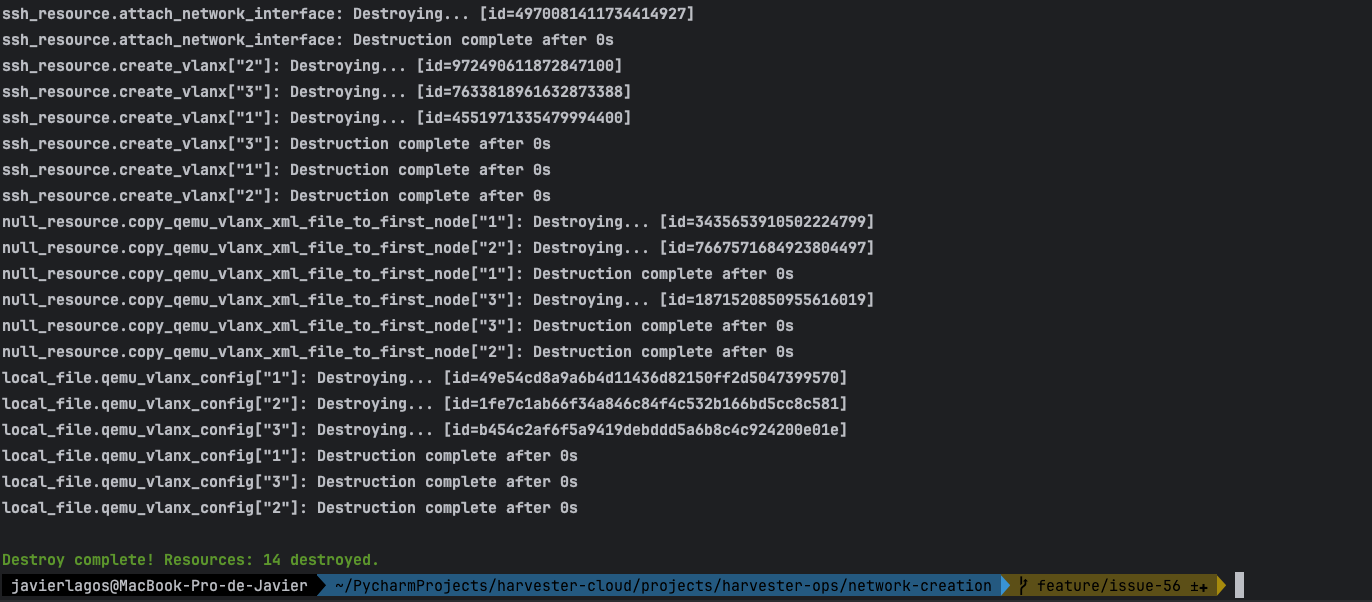 ssh_resource.attach_network_interface: Destroying... [id=4970081411734414927]
ssh_resource.attach_network_interface: Destruction complete after 0s
ssh_resource.create_vlanx["2"]: Destroying... [id=972490611872847100]
ssh_resource.create_vlanx["3"]: Destroying... [id=7633818961632873388]
ssh_resource.create_vlanx["1"]: Destroying... [id=4551971335479994400]
ssh_resource.create_vlanx["3"]: Destruction complete after 0s
ssh_resource.create_vlanx["1"]: Destruction complete after 0s
ssh_resource.create_vlanx["2"]: Destruction complete after 0s
null_resource.copy_qemu_vlanx_xml_file_to_first_node["1"]: Destroying... [id=3435653910502224799]
null_resource.copy_qemu_vlanx_xml_file_to_first_node["2"]: Destroying... [id=7667571684923804497]
null_resource.copy_qemu_vlanx_xml_file_to_first_node["1"]: Destruction complete after 0s
null_resource.copy_qemu_vlanx_xml_file_to_first_node["3"]: Destroying... [id=1871520850955616019]
null_resource.copy_qemu_vlanx_xml_file_to_first_node["3"]: Destruction complete after 0s
null_resource.copy_qemu_vlanx_xml_file_to_first_node["2"]: Destruction complete after 0s
local_file.qemu_vlanx_config["1"]: Destroying... [id=49e54cd8a9a6b4d11436d82150ff2d5047399570]
local_file.qemu_vlanx_config["2"]: Destroying... [id=1fe7c1ab66f34a846c84f4c532b166bd5cc8c581]
local_file.qemu_vlanx_config["3"]: Destroying... [id=b454c2af6f5a9419debddd5a6b8c4c924200e01e]
local_file.qemu_vlanx_config["1"]: Destruction complete after 0s
local_file.qemu_vlanx_config["3"]: Destruction complete after 0s
local_file.qemu_vlanx_config["2"]: Destruction complete after 0s
Destroy complete! Resources: 14 destroyed.
javierlagos@MacBook-Pro-de-Javier ~/PycharmProjects/harvester-cloud/projects/harvester-ops/network-creation feature/issue-56 ±✚